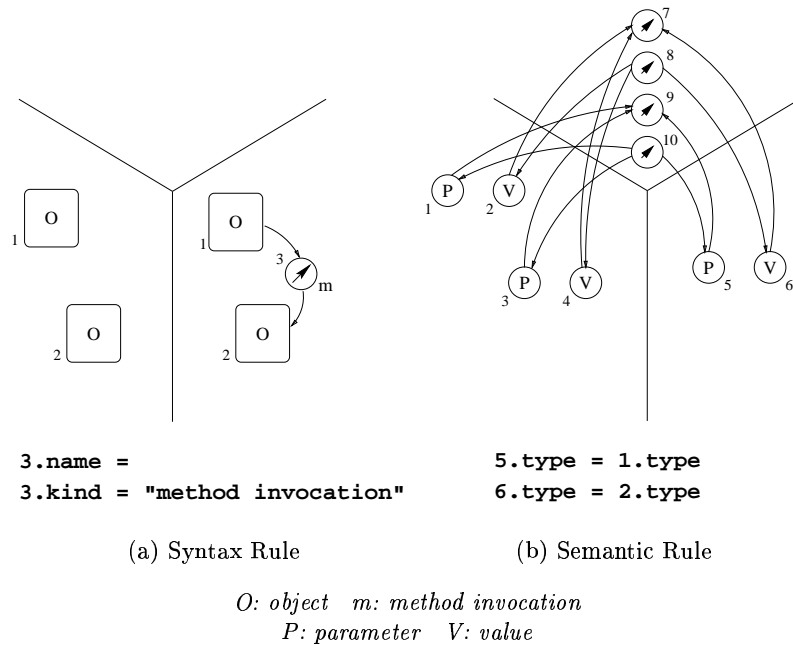 7
8
9
10
P
1
V
2
P
3
V
4
P
5
V
6
O
1
O
2
O
1
3
m
O
2
3.name =
3.kind = "method invocation"
5.type = 1.type
6.type = 2.type
(a) Syntax Rule
(b) Semantic Rule
O: object m: method invocation
P: parameter V: value